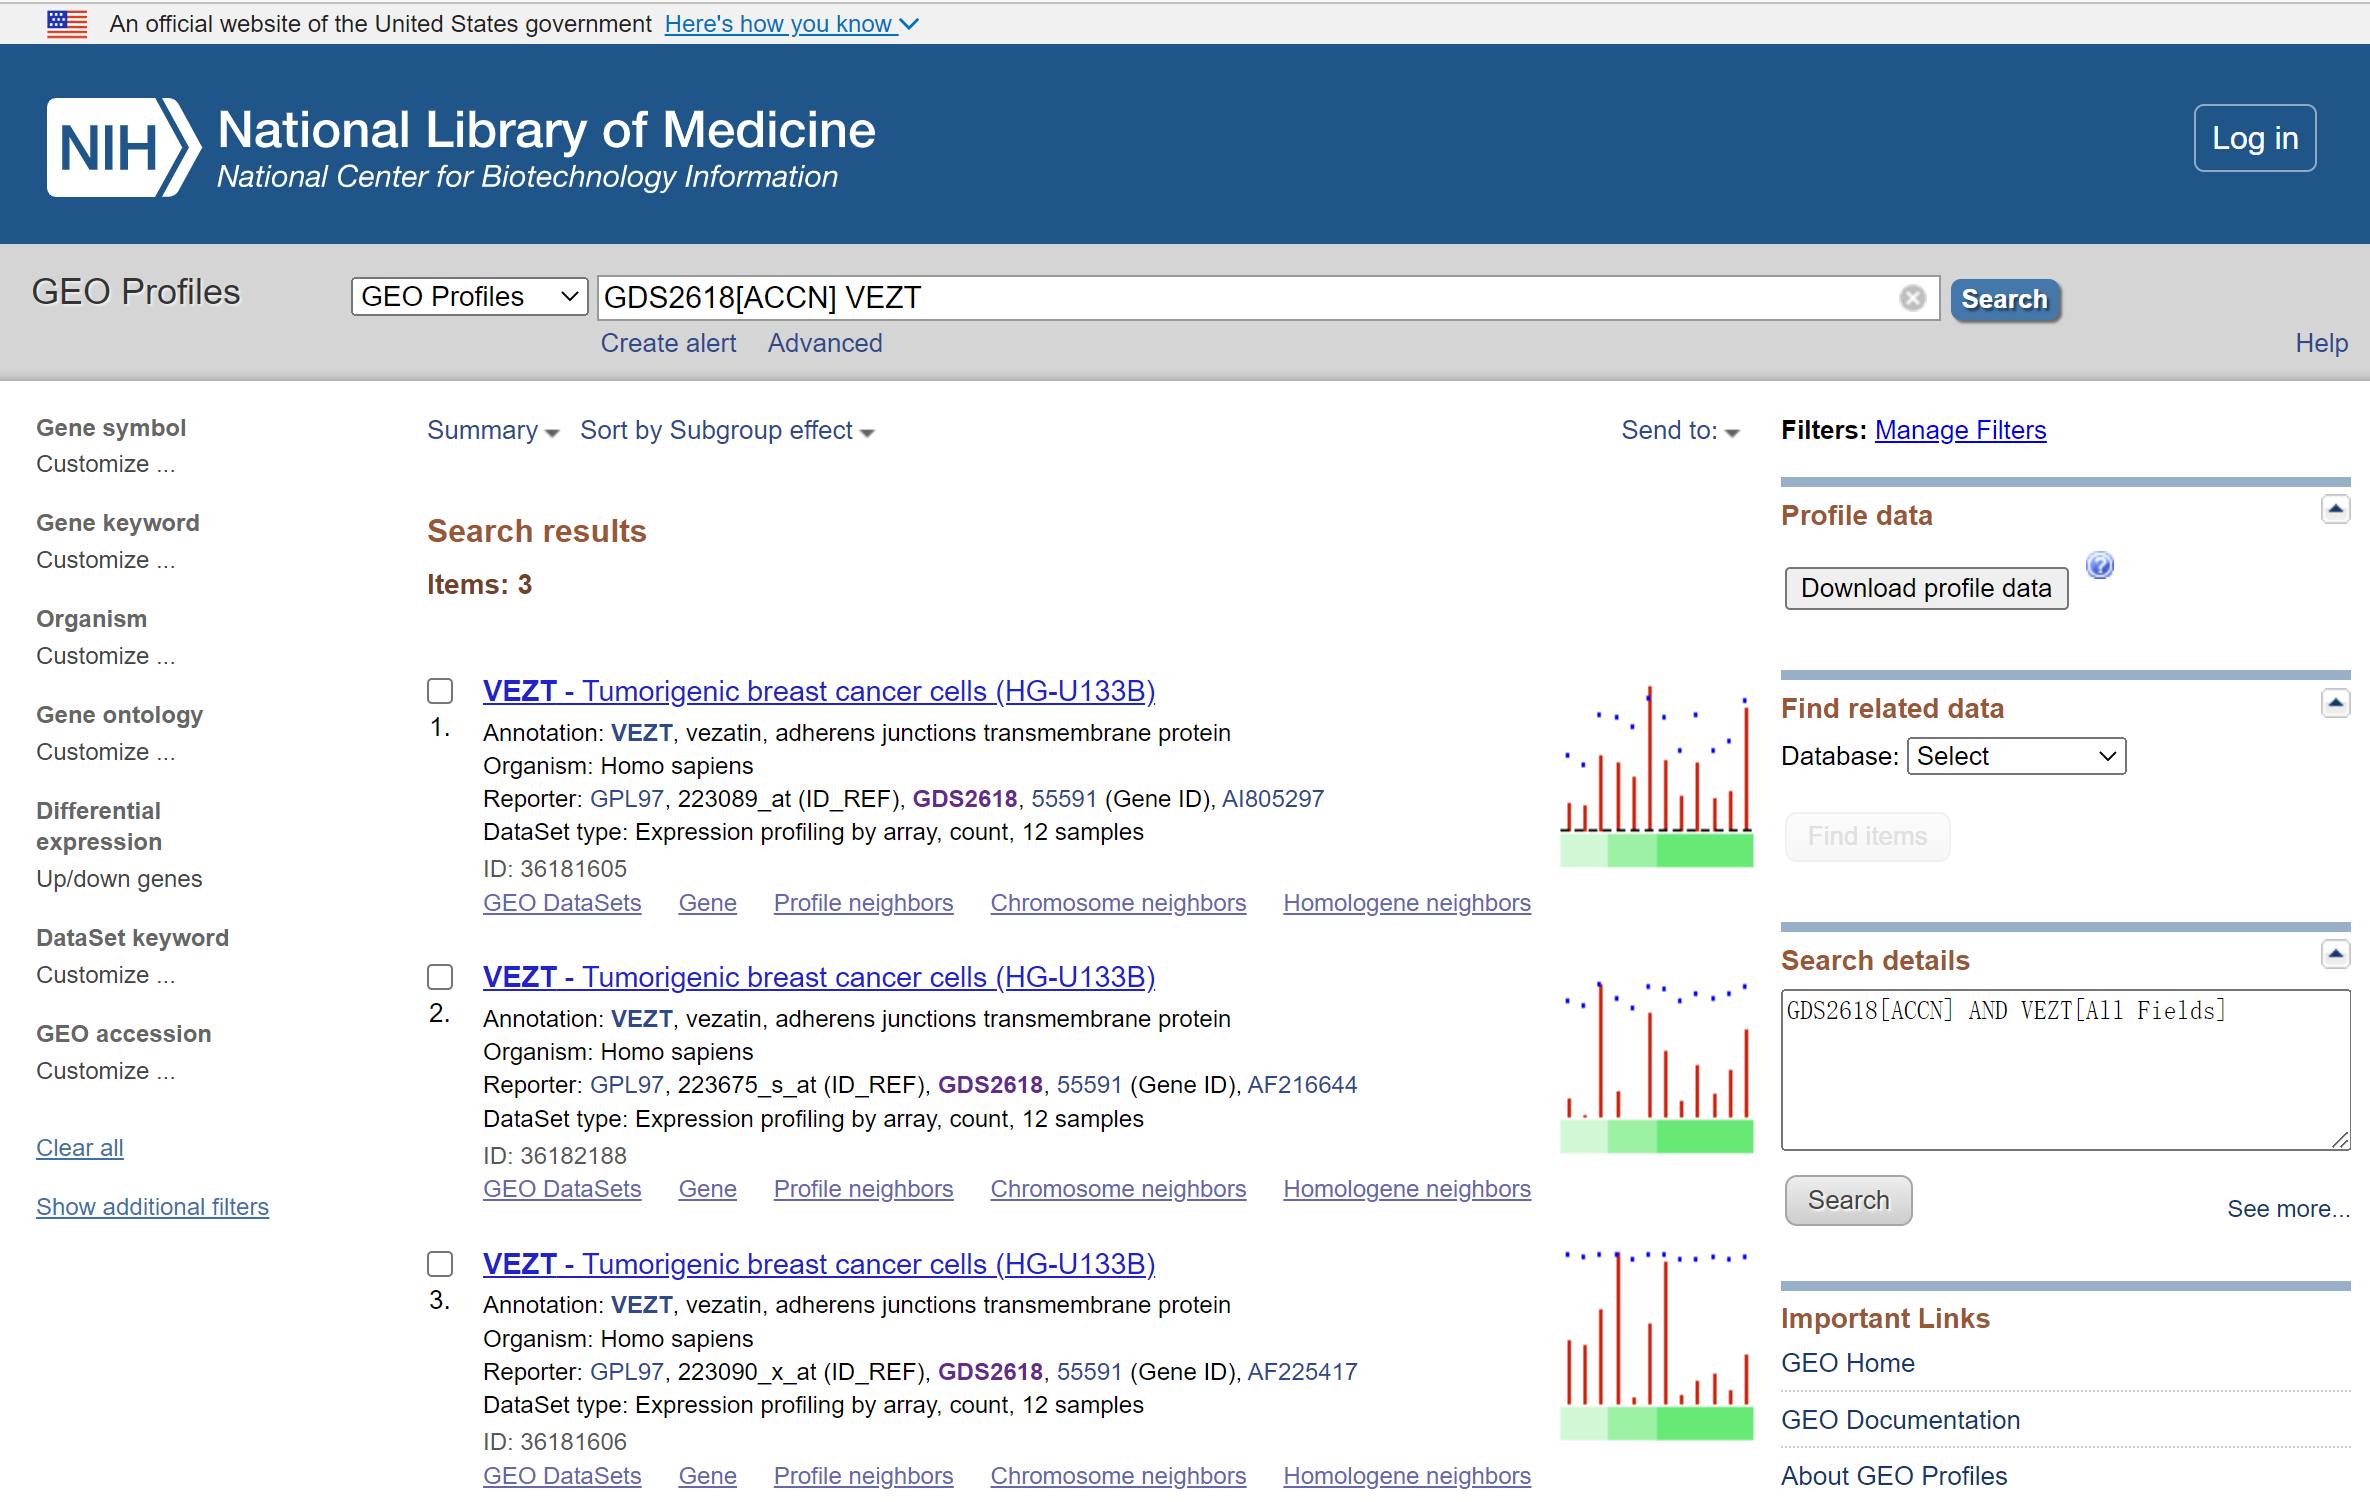 An official website of the United States government Here's how you know
NIH National Library of Medicine
National Center for Biotechnology Information
Log in
GEO Profiles
GEO Profiles
GDS2618[ACCN] VEZT
Search
Create alert Advanced
Help
Gene symbol
Customize ...
Gene keyword
Customize ...
Organism
Customize ...
Gene ontology
Customize ...
Differential
expression
Up/down genes
DataSet keyword
Customize ...
GEO accession
Customize ...
Clear all
Show additional filters
Summary Sort by Subgroup effect Send to:
Search results
Items: 3
1. VEZT - Tumorigenic breast cancer cells (HG-U133B)
Annotation: VEZT, vezatin, adherens junctions transmembrane protein
Organism: Homo sapiens
Reporter: GPL97, 223089_at (ID_REF), GDS2618, 55591 (Gene ID), AI805297
DataSet type: Expression profiling by array, count, 12 samples
ID: 36181605
GEO DataSets Gene Profile neighbors Chromosome neighbors Homologene neighbors
2. VEZT - Tumorigenic breast cancer cells (HG-U133B)
Annotation: VEZT, vezatin, adherens junctions transmembrane protein
Organism: Homo sapiens
Reporter: GPL97, 223675_s_at (ID_REF), GDS2618, 55591 (Gene ID), AF216644
DataSet type: Expression profiling by array, count, 12 samples
ID: 36182188
GEO DataSets Gene Profile neighbors Chromosome neighbors Homologene neighbors
3. VEZT - Tumorigenic breast cancer cells (HG-U133B)
Annotation: VEZT, vezatin, adherens junctions transmembrane protein
Organism: Homo sapiens
Reporter: GPL97, 223090_x_at (ID_REF), GDS2618, 55591 (Gene ID), AF225417
DataSet type: Expression profiling by array, count, 12 samples
ID: 36181606
GEO DataSets Gene Profile neighbors Chromosome neighbors Homologene neighbors
Filters: Manage Filters
Profile data
Download profile data ?
Find related data
Database: Select
Find items
Search details
GDS2618[ACCN] AND VEZT[All Fields]
Search
See more...
Important Links
GEO Home
GEO Documentation
About GEO Profiles